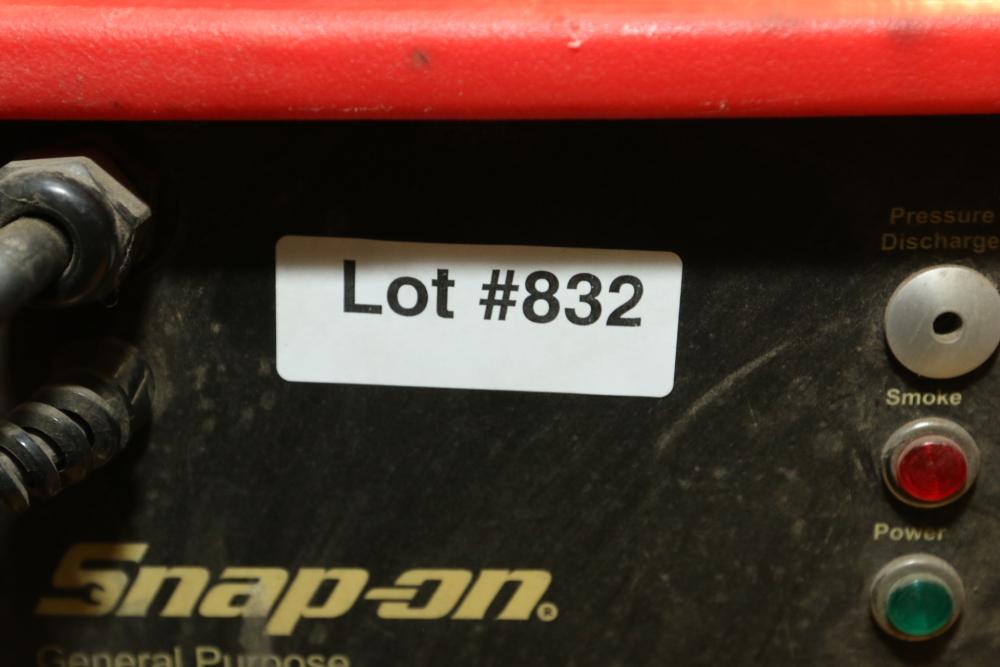 Pressure
Discharge
Lot #832
Smoke
Power
Snap-on®
General Purpose